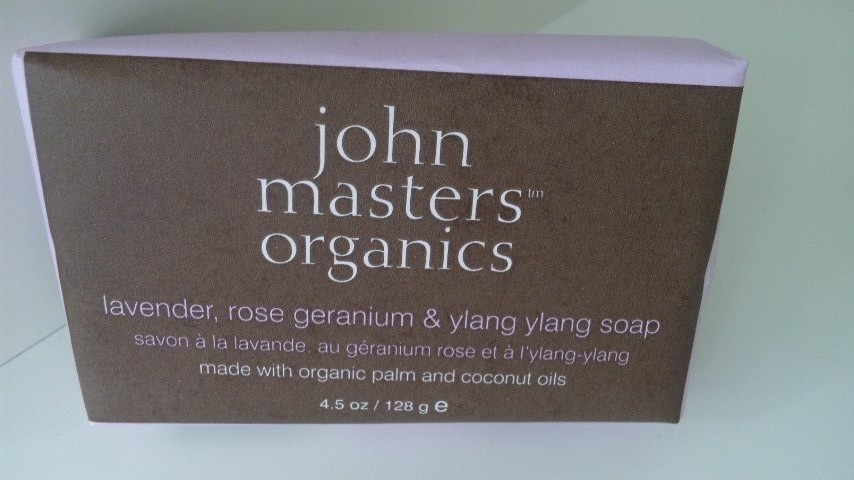 john
masters™
organics
lavender, rose geranium & ylang ylang soap
savon à la lavande. au géranium rose et à l'ylang-ylang
made with organic palm and coconut oils
4.5 oz / 128 g ℮